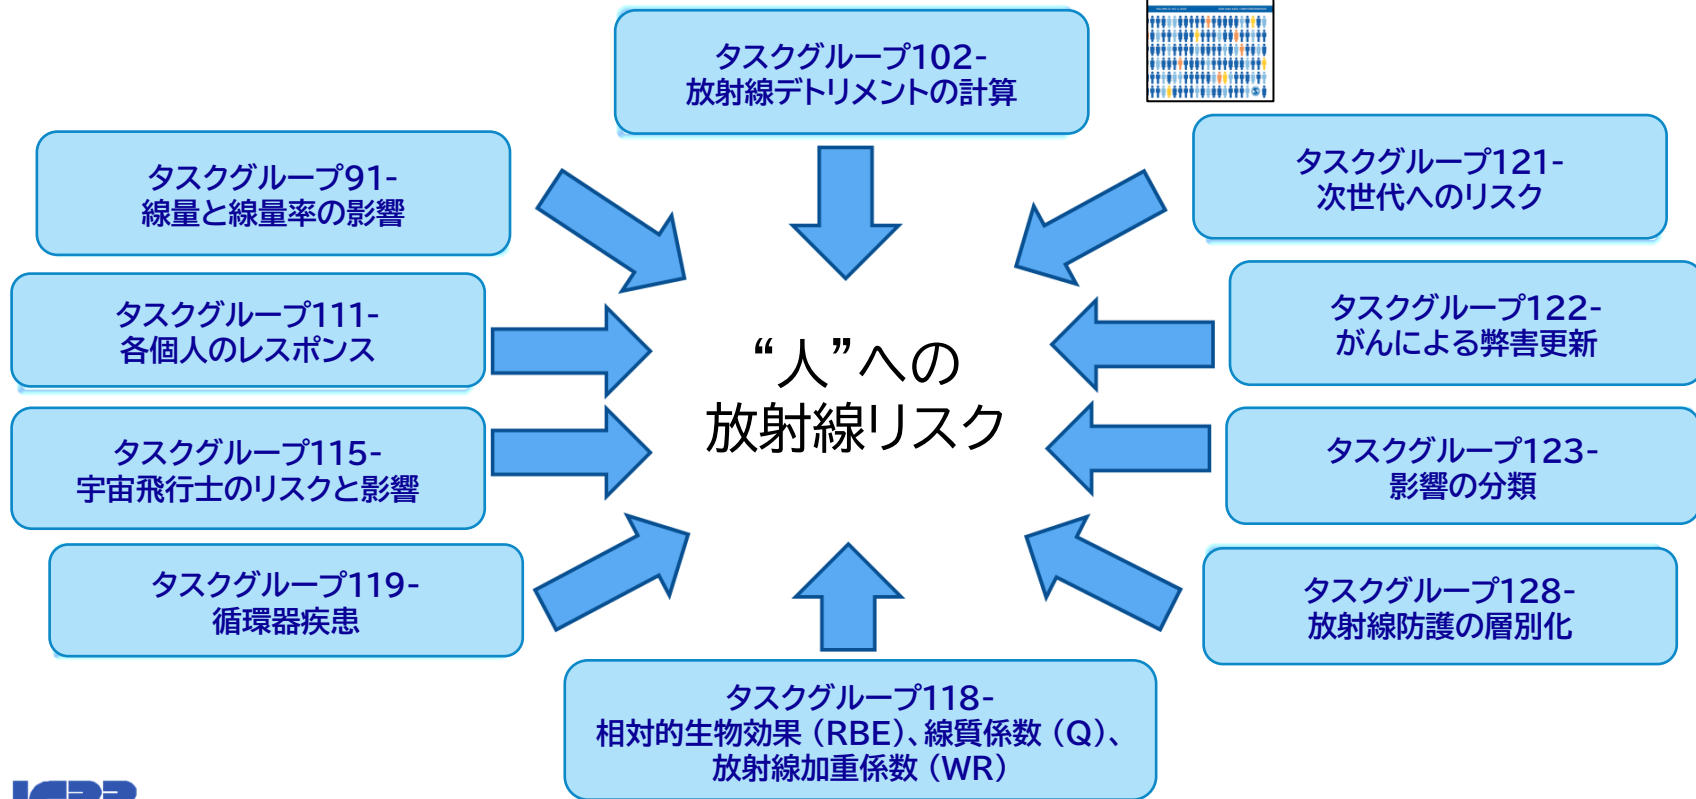 タスクグループ102-
放射線デトリメントの計算
タスクグループ91-
線量と線量率の影響
タスクグループ121-
次世代へのリスク
タスクグループ111-
各個人のレスポンス
タスクグループ122-
がんによる弊害更新
“人”への
放射線リスク
タスクグループ115-
宇宙飛行士のリスクと影響
タスクグループ123-
影響の分類
タスクグループ119-
循環器疾患
タスクグループ128-
放射線防護の層別化
タスクグループ118-
相対的生物効果（RBE）、線質係数（Q）、
放射線加重係数（WR）